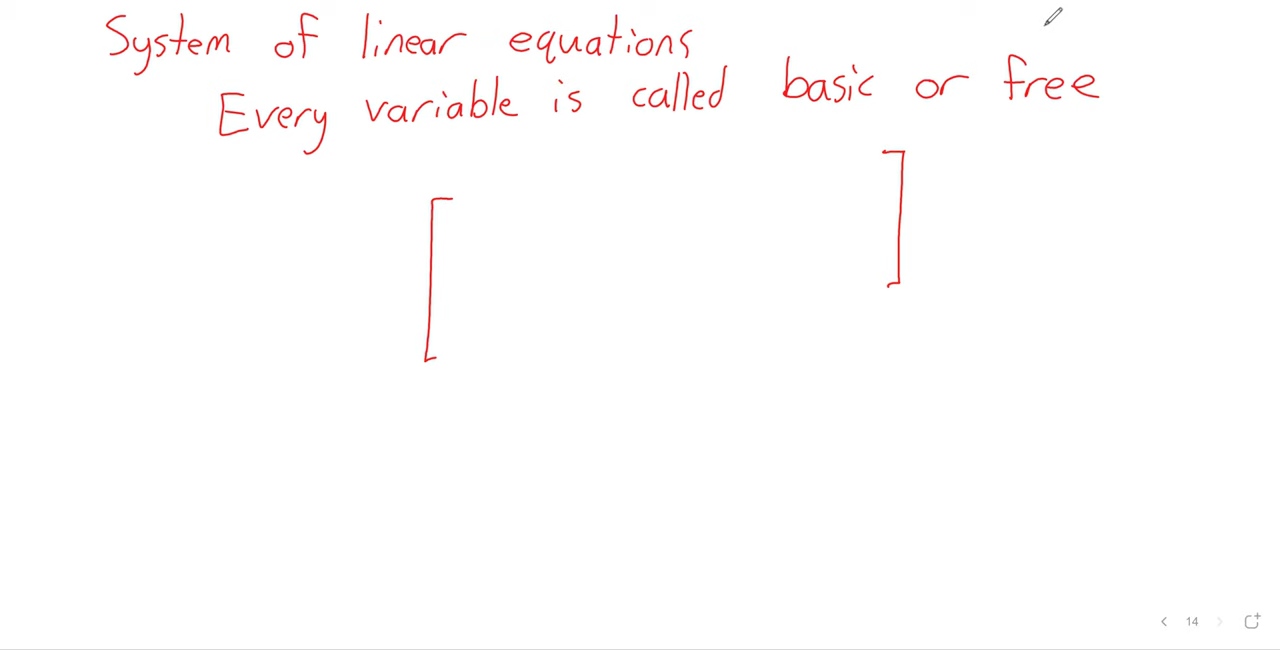 System of linear equations
Every variable is called basic or free
[ ]
< 14 >